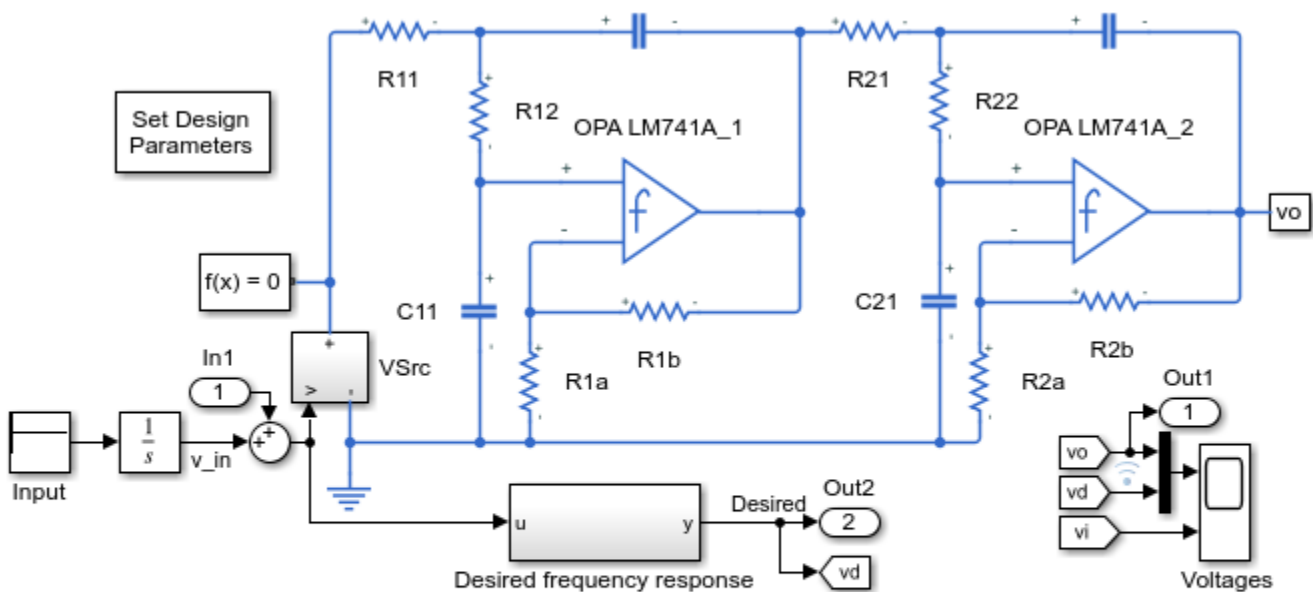 R11
R21
R12
OPA LM741A_1
R22
OPA LM741A_2
Set Design
Parameters
vo
f(x) = 0
C11
C21
R1b
R2b
VSrc
R1a
R2a
In1
1
Out1
1
1
s
v_in
Input
vo
vd
vi
Voltages
u
y
Desired frequency response
Desired
Out2
2
vd